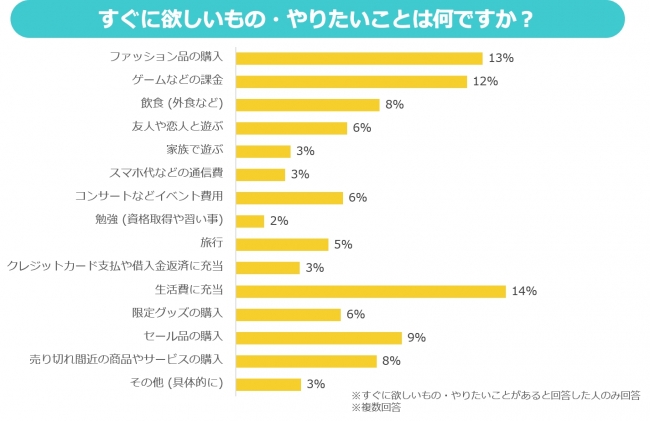 すぐに欲しいもの・やりたいことは何ですか？
ファッション品の購入 13%
ゲームなどの課金 12%
飲食 (外食など) 8%
友人や恋人と遊ぶ 6%
家族で遊ぶ 3%
スマホ代などの通信費 3%
コンサートなどイベント費用 6%
勉強 (資格取得や習い事) 2%
旅行 5%
クレジットカード支払や借入金返済に充当 3%
生活費に充当 14%
限定グッズの購入 6%
セール品の購入 9%
売り切れ間近の商品やサービスの購入 8%
その他 (具体的に) 3%
※すぐに欲しいもの・やりたいことがあると回答した人のみ回答
※複数回答